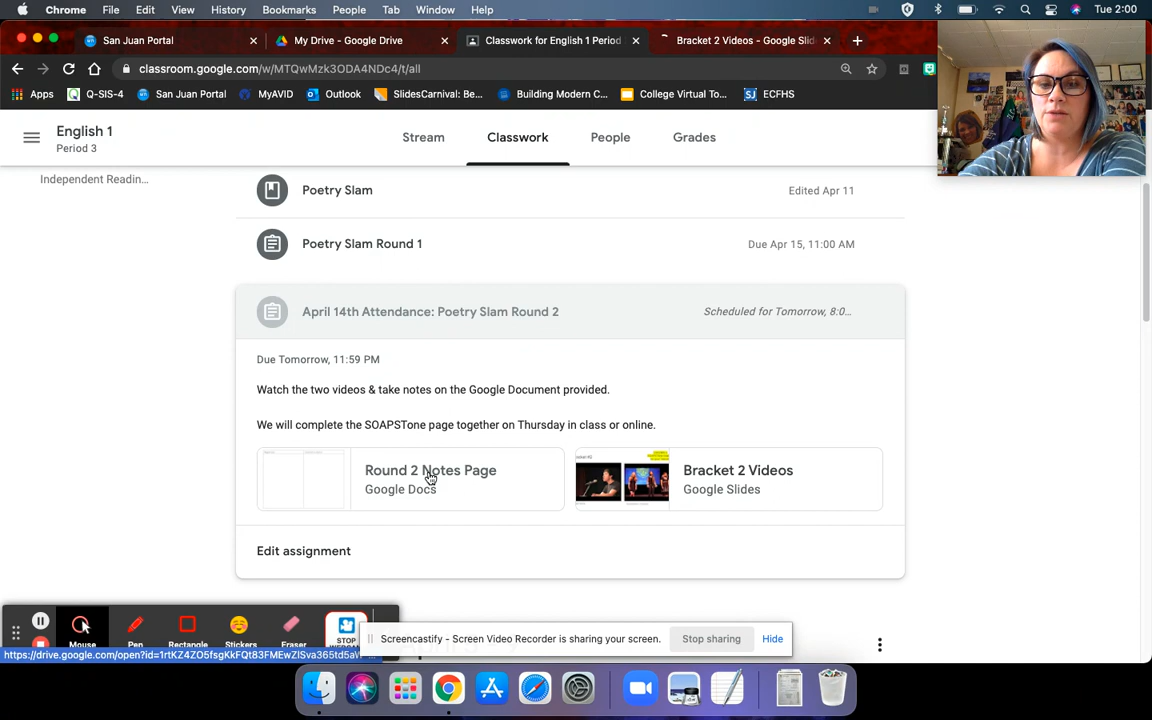 Chrome File Edit View History Bookmarks People Tab Window Help Tue 2:00
San Juan Portal My Drive - Google Drive Classwork for English 1 Period Bracket 2 Videos - Google Slid
classroom.google.com/w/MTQwMzk3ODA4NDc4/t/all
Apps Q-SIS-4 San Juan Portal MyAVID Outlook SlidesCarnival: Be... Building Modern C... College Virtual To... SJ ECFHS
English 1
Period 3
Stream Classwork People Grades
Independent Readin...
Poetry Slam Edited Apr 11
Poetry Slam Round 1 Due Apr 15, 11:00 AM
April 14th Attendance: Poetry Slam Round 2 Scheduled for Tomorrow, 8:0...
Due Tomorrow, 11:59 PM
Watch the two videos & take notes on the Google Document provided.
We will complete the SOAPSTone page together on Thursday in class or online.
Round 2 Notes Page
Google Docs
Bracket 2 Videos
Google Slides
Edit assignment
Mouse Pen Rectangle Stickers Eraser STOP
Screencastify - Screen Video Recorder is sharing your screen. Stop sharing Hide